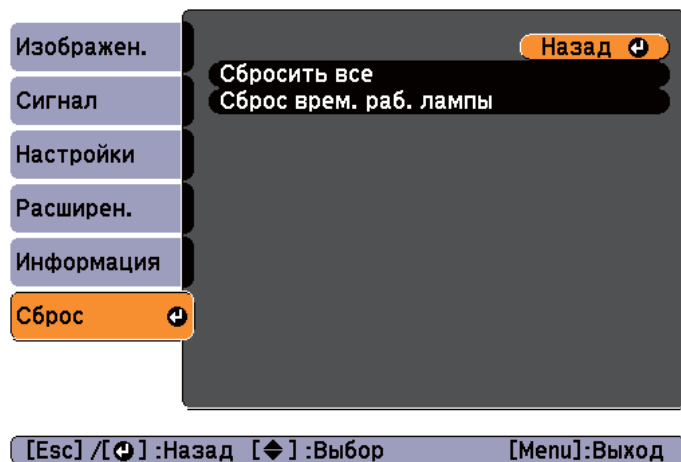 Изображен.
Сигнал
Настройки
Расширен.
Информация
Сброс
Назад
Сбросить все
Сброс врем. раб. лампы
[Esc] /[ ] :Назад [ ] :Выбор [Menu]:Выход